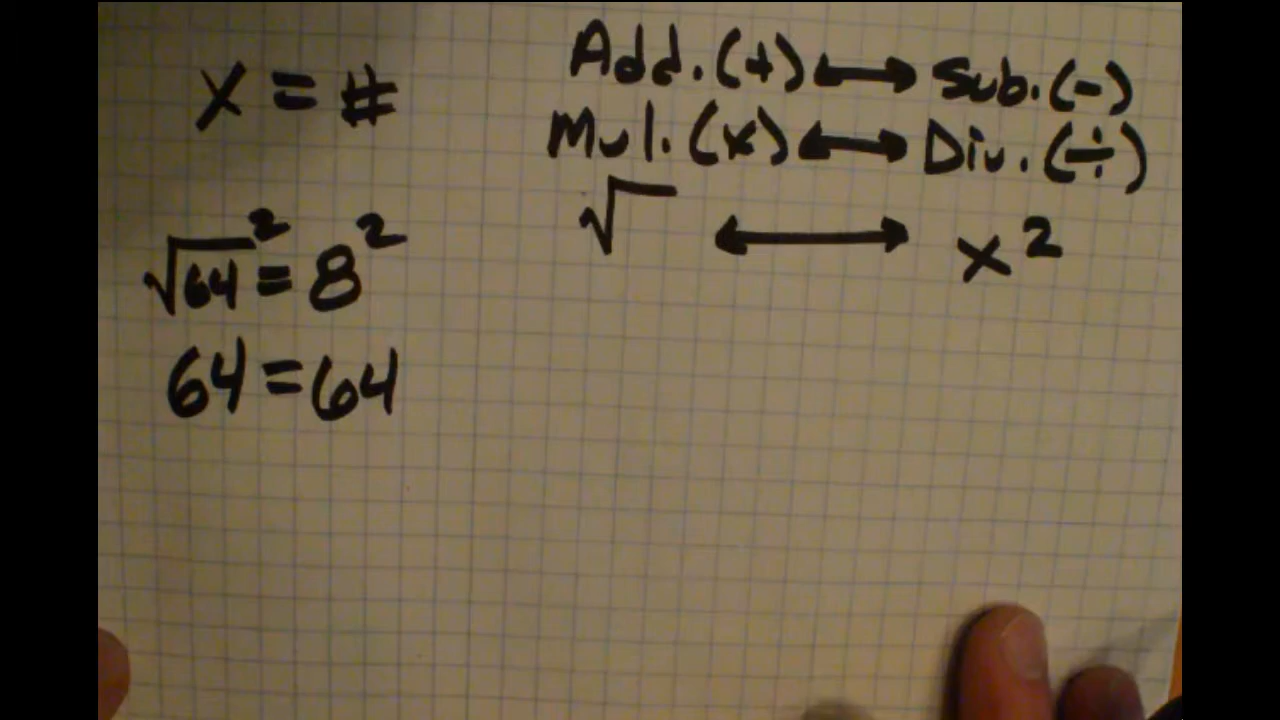 x = #
√64² = 8²
64 = 64
Add. (+) ↔ Sub. (-)
Mul. (x) ↔ Div. (÷)
√ ↔ x²